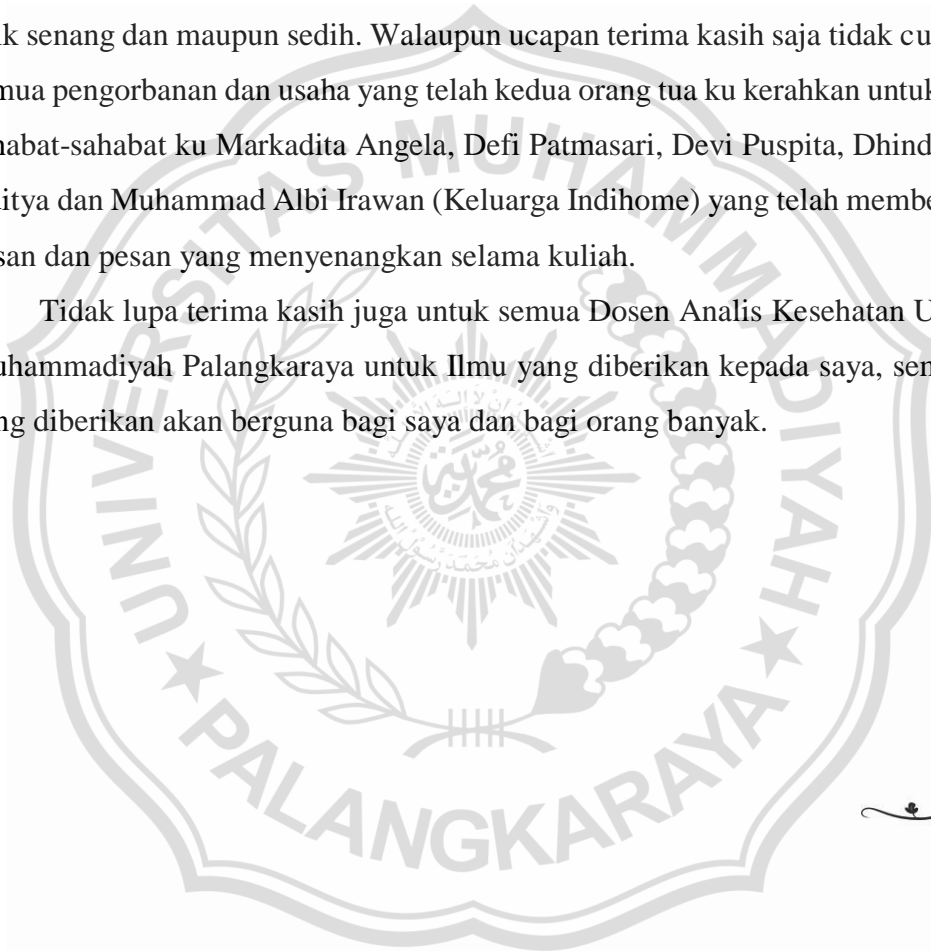 ik senang dan maupun sedih. Walaupun ucapan terima kasih saja tidak cu
mua pengorbanan dan usaha yang telah kedua orang tua ku kerahkan untuk
habat-sahabat ku Markadita Angela, Defi Patmasari, Devi Puspita, Dhind
itya dan Muhammad Albi Irawan (Keluarga Indihome) yang telah membe
san dan pesan yang menyenangkan selama kuliah.
Tidak lupa terima kasih juga untuk semua Dosen Analis Kesehatan U
uhammadiyah Palangkaraya untuk Ilmu yang diberikan kepada saya, sem
ng diberikan akan berguna bagi saya dan bagi orang banyak.
UNIVERSITAS MUHAMMADIYAH
PALANGKARAYA